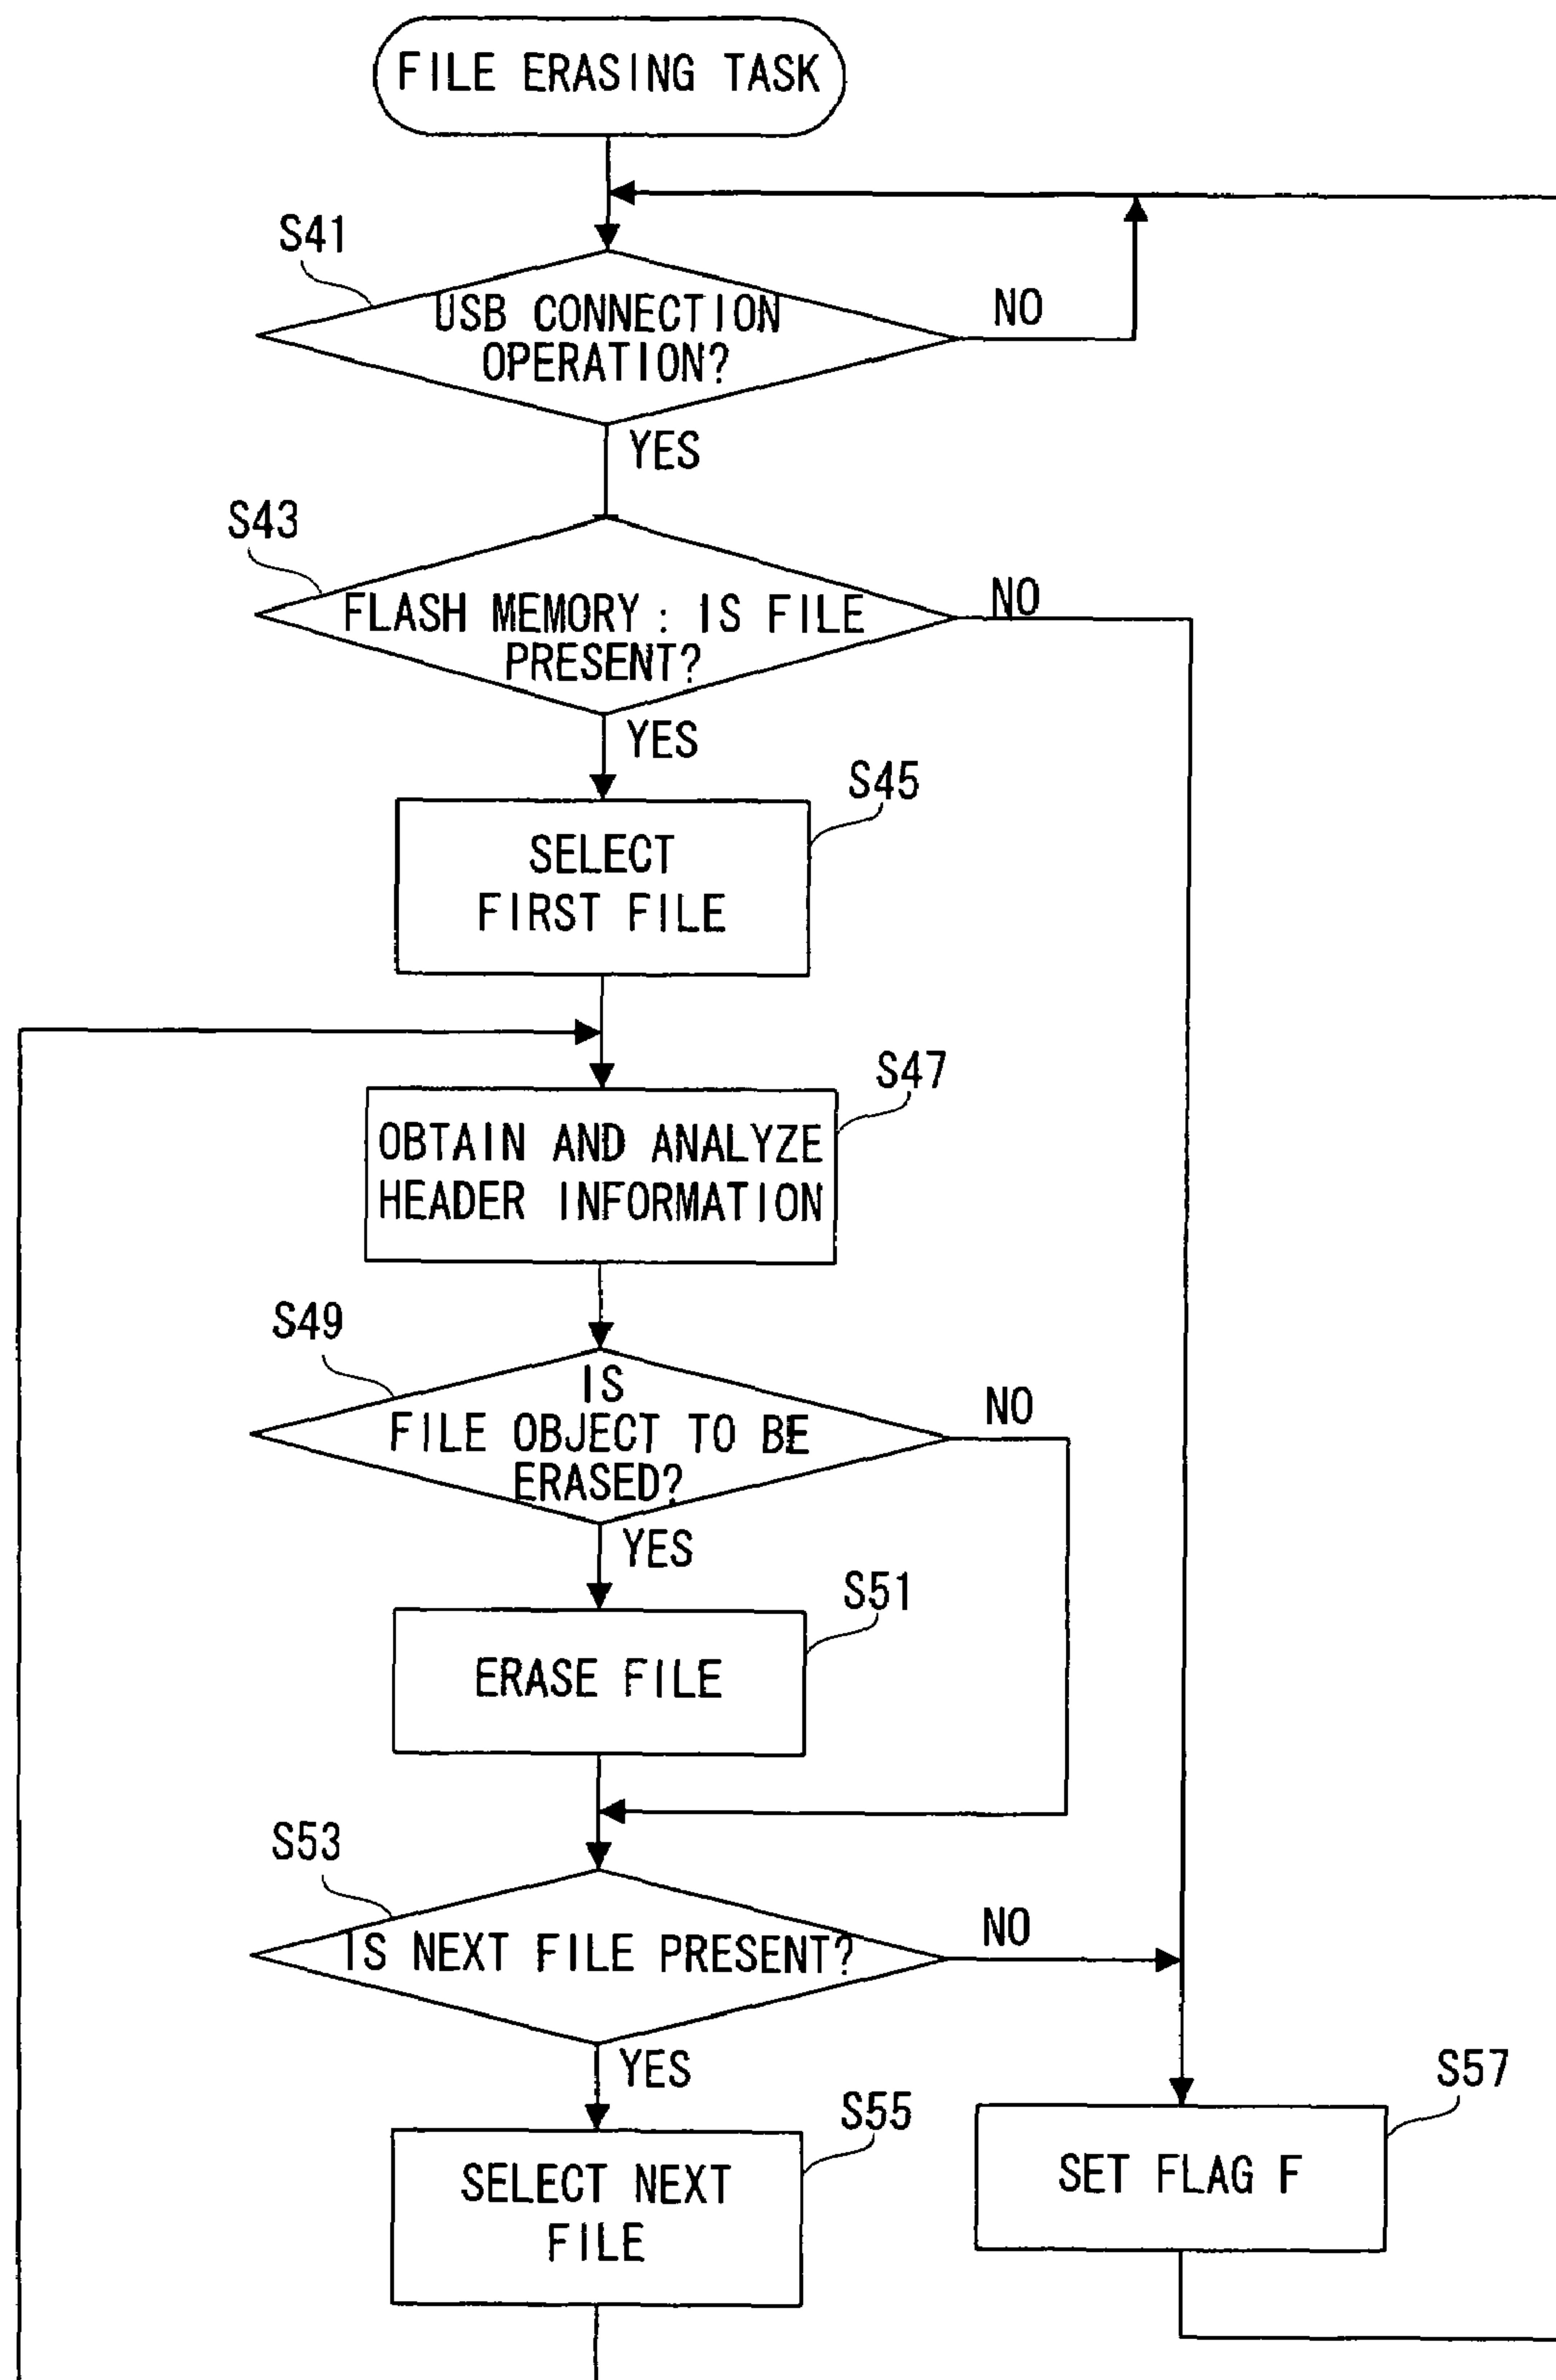 FILE ERASING TASK
S41
USB CONNECTION
OPERATION?
NO
YES
S43
FLASH MEMORY : IS FILE
PRESENT?
NO
YES
S45
SELECT
FIRST FILE
S47
OBTAIN AND ANALYZE
HEADER INFORMATION
S49
IS
FILE OBJECT TO BE
ERASED?
NO
YES
S51
ERASE FILE
S53
IS NEXT FILE PRESENT?
NO
YES
S55
SELECT NEXT
FILE
S57
SET FLAG F